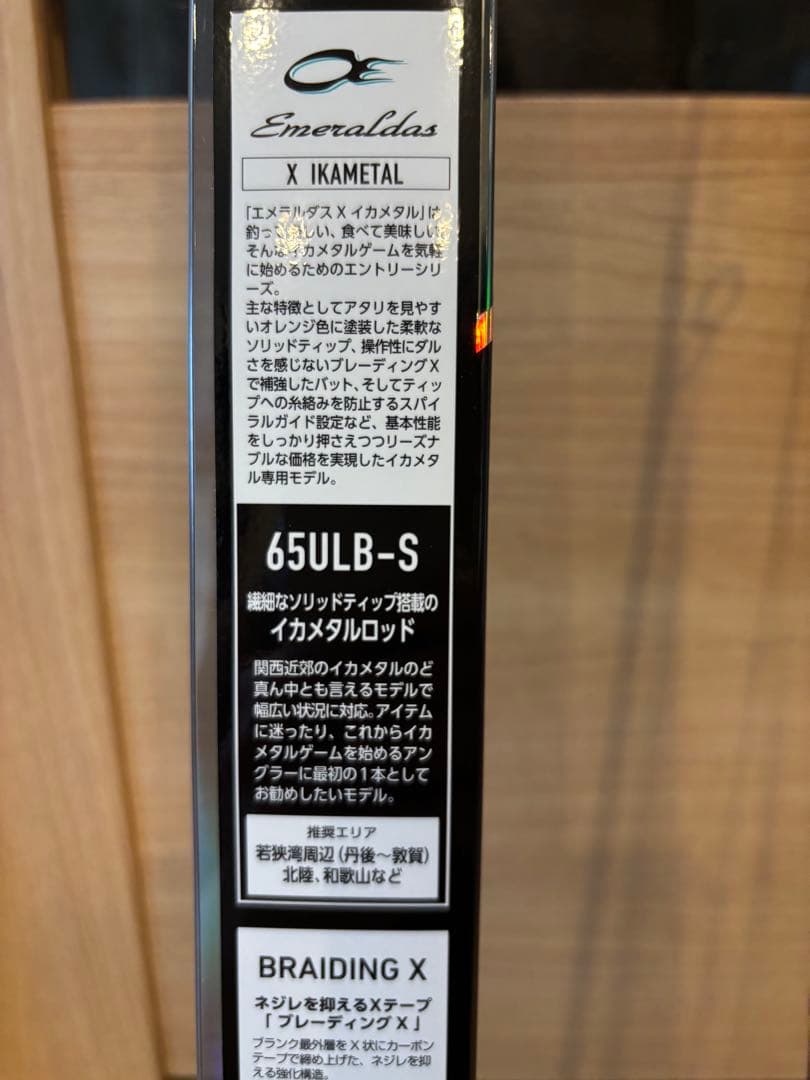 Emeraldas
X IKAMETAL
「エメラルダス X イカメタル」は
釣って楽しい、食べて美味しい
そんなイカメタルゲームを気軽
に始めるためのエントリーシリ
ーズ。
主な特徴としてアタリを見やす
いオレンジ色に塗装した柔軟な
ソリッドティップ、操作性にダル
さを感じないブレーディングX
で補強したバット、そしてティッ
プへの糸絡みを防止するスパイ
ラルガイド設定など、基本性能
をしっかり押さえつつリーズナ
ブルな価格を実現したイカメタ
ル専用モデル。
65ULB-S
繊細なソリッドティップ搭載の
イカメタルロッド
関西近郊のイカメタルのど
真ん中とも言えるモデルで
幅広い状況に対応。アイテム
に迷ったり、これからイカ
メタルゲームを始めるアン
グラーに最初の1本として
お勧めしたいモデル。
推奨エリア
若狭湾周辺(丹後〜敦賀)
北陸、和歌山など
BRAIDING X
ネジレを抑えるXテープ
「ブレーディングX」
ブランク最外層をX状にカーボン
テープで締め上げた、ネジレを抑
える強化構造。